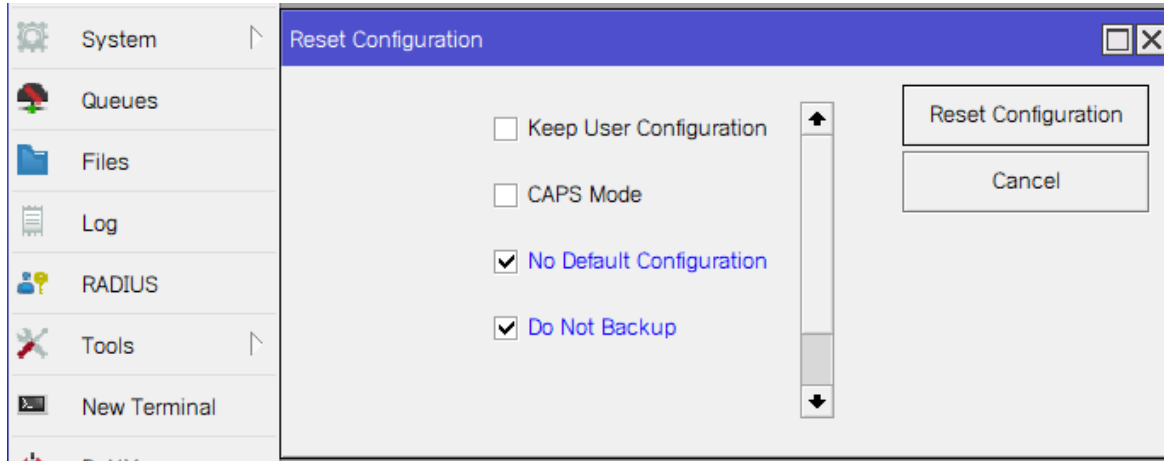 System
Queues
Files
Log
RADIUS
Tools
New Terminal
Reset Configuration
Keep User Configuration
CAPS Mode
No Default Configuration
Do Not Backup
Reset Configuration
Cancel